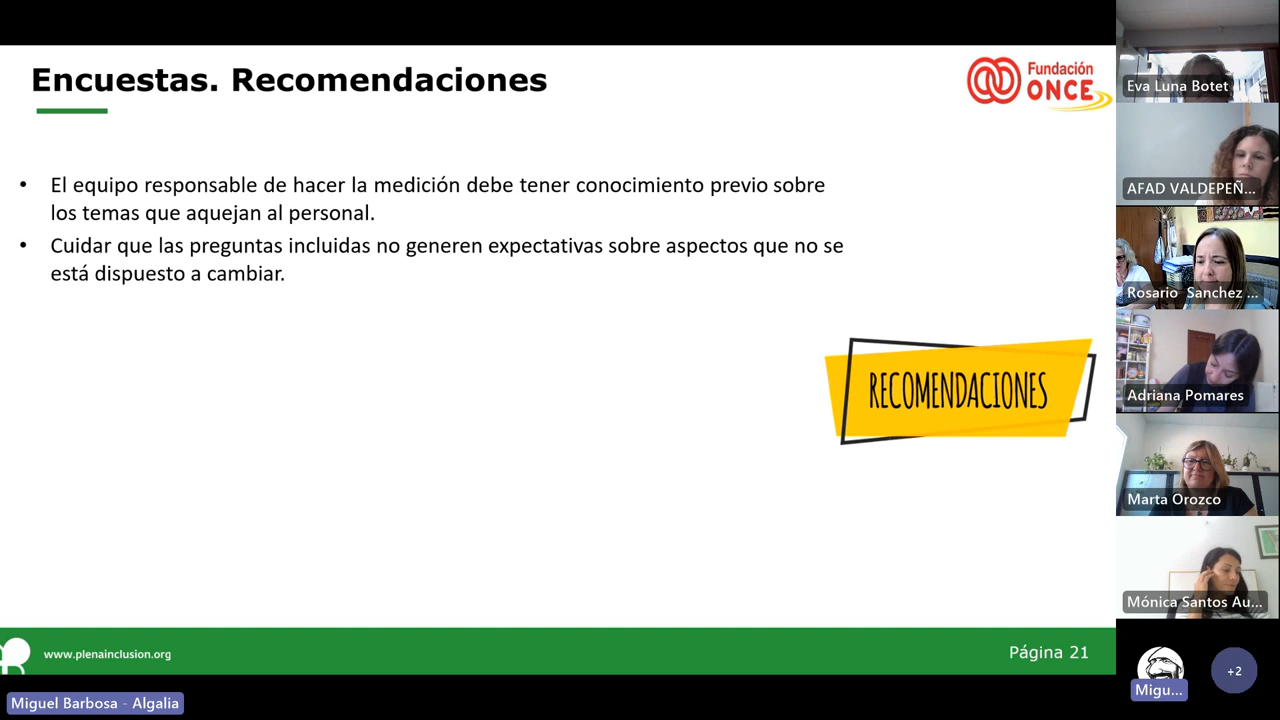 Encuestas. Recomendaciones
Fundación
ONCE
• El equipo responsable de hacer la medición debe tener conocimiento previo sobre
los temas que aquejan al personal.
• Cuidar que las preguntas incluidas no generen expectativas sobre aspectos que no se
está dispuesto a cambiar.
RECOMENDACIONES
www.plenainclusion.org
Página 21
Miguel Barbosa - Algalia
Eva Luna Botet
AFAD VALDEPEÑ...
Rosario Sanchez ...
Adriana Pomares
Marta Orozco
Mónica Santos Au...
Migu...
+2